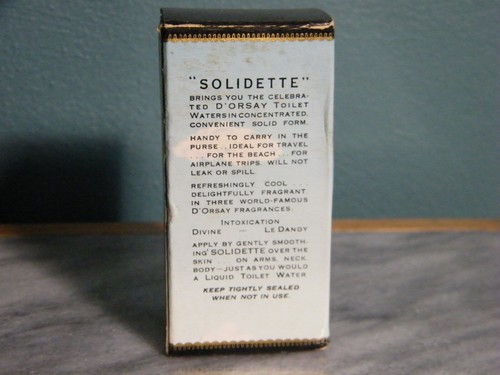 "SOLIDETTE"
BRINGS YOU THE CELEBRA-
TED D'ORSAY TOILET
WATERS IN CONCENTRATED,
CONVENIENT SOLID FORM.
HANDY TO CARRY IN THE
PURSE . . IDEAL FOR TRAVEL
. . . FOR THE BEACH . . . FOR
AIRPLANE TRIPS. WILL NOT
LEAK OR SPILL.
REFRESHINGLY COOL . . .
DELIGHTFULLY FRAGRANT
IN THREE WORLD-FAMOUS
D'ORSAY FRAGRANCES.
INTOXICATION
DIVINE — LE DANDY
APPLY BY GENTLY SMOOTH-
ING "SOLIDETTE OVER THE
SKIN . . . ON ARMS, NECK,
BODY—JUST AS YOU WOULD
A LIQUID TOILET WATER
KEEP TIGHTLY SEALED
WHEN NOT IN USE.